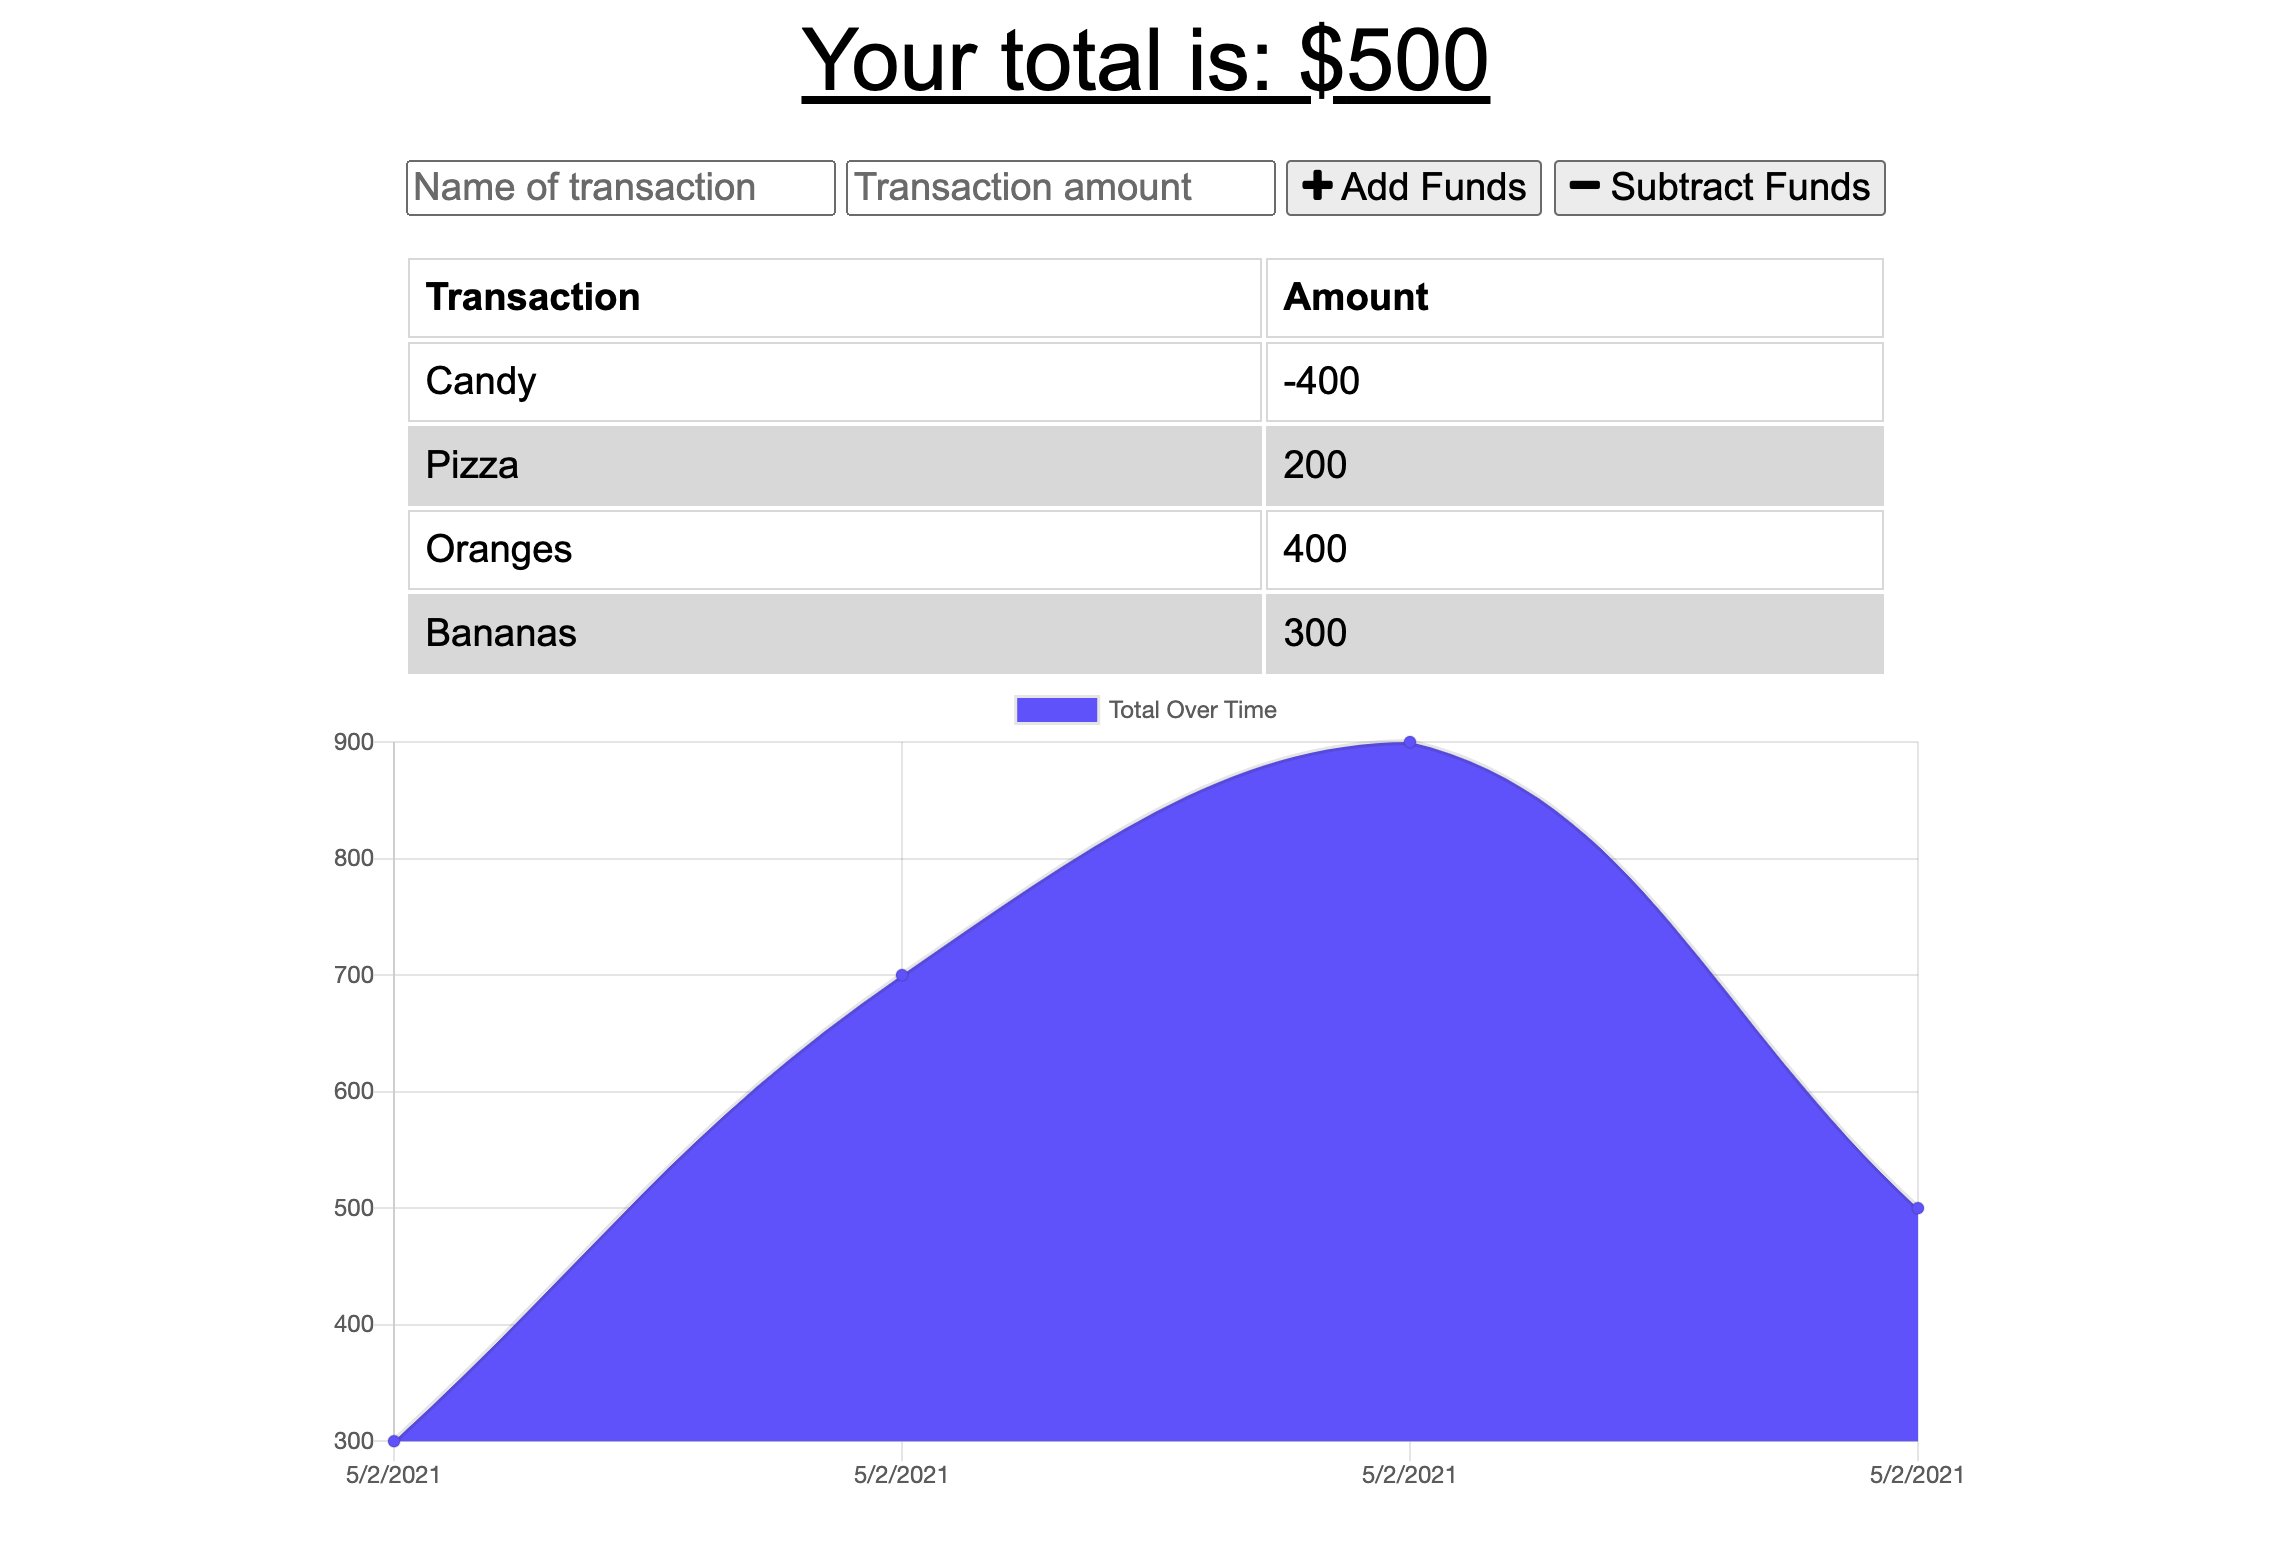 Your total is: $500
Name of transaction Transaction amount Add Funds Subtract Funds
Transaction Amount
Candy -400
Pizza 200
Oranges 400
Bananas 300
Total Over Time
900
800
700
600
500
400
300
5/2/2021 5/2/2021 5/2/2021 5/2/2021